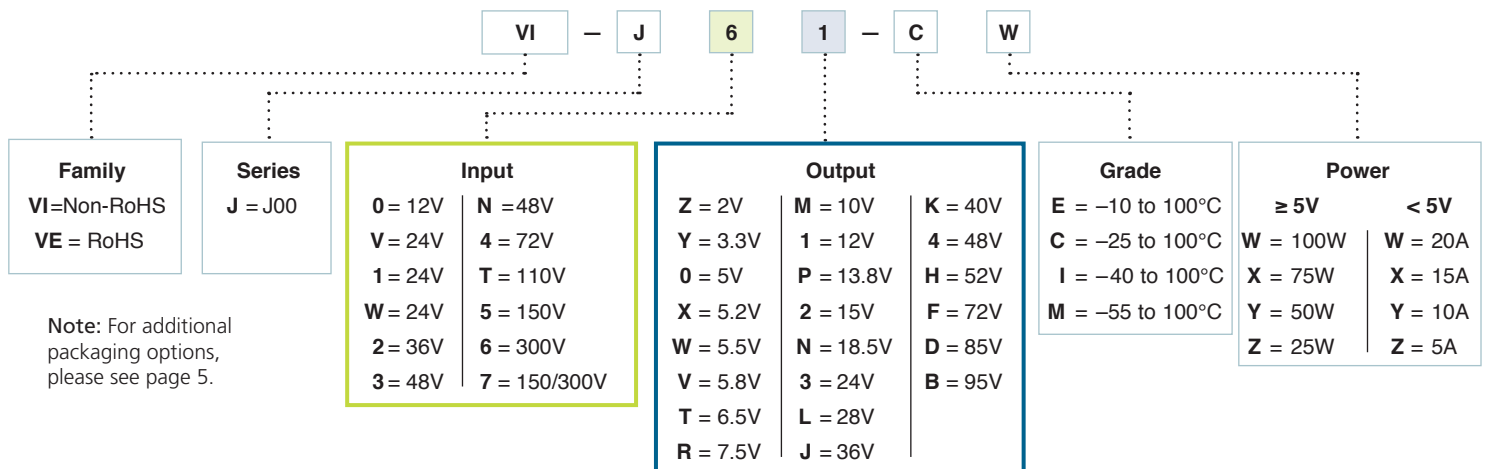 VI – J 6 1 – C W
Family
VI=Non-RoHS
VE = RoHS
Series
J = J00
Input
0 = 12V N =48V
V = 24V 4 = 72V
1 = 24V T = 110V
W = 24V 5 = 150V
2 = 36V 6 = 300V
3 = 48V 7 = 150/300V
Output
Z = 2V M = 10V K = 40V
Y = 3.3V 1 = 12V 4 = 48V
0 = 5V P = 13.8V H = 52V
X = 5.2V 2 = 15V F = 72V
W = 5.5V N = 18.5V D = 85V
V = 5.8V 3 = 24V B = 95V
T = 6.5V L = 28V
R = 7.5V J = 36V
Grade
E = –10 to 100°C
C = –25 to 100°C
I = –40 to 100°C
M = –55 to 100°C
Power
≥ 5V < 5V
W = 100W W = 20A
X = 75W X = 15A
Y = 50W Y = 10A
Z = 25W Z = 5A
Note: For additional
packaging options,
please see page 5.